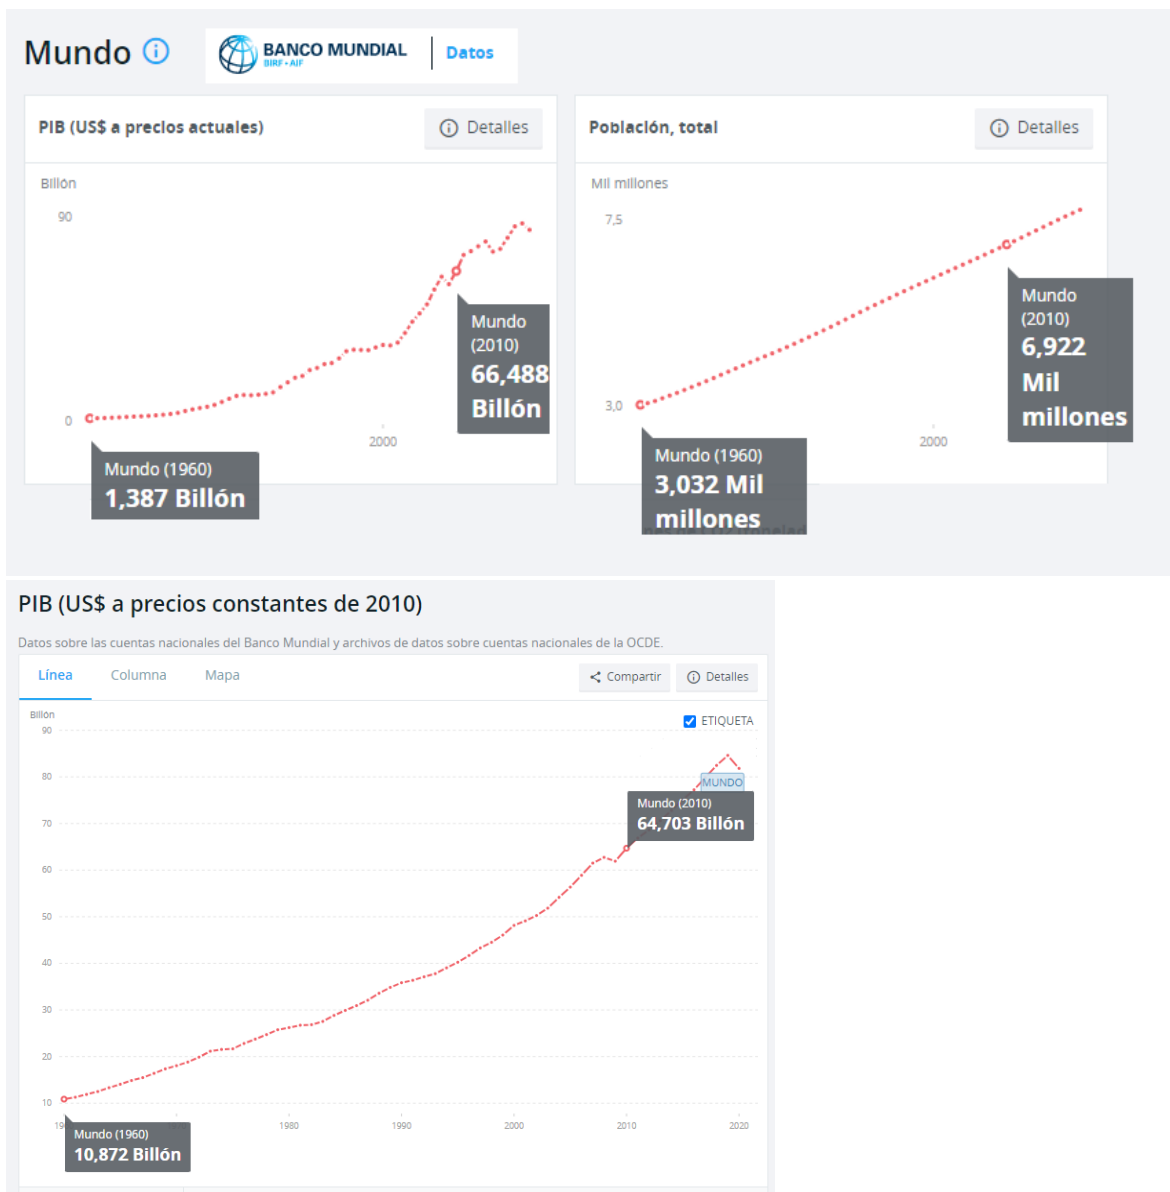 Mundo
BANCO MUNDIAL
BIRF • AIF
Datos
PIB (US$ a precios actuales)
Detalles
Billón
90
0
2000
Mundo
(2010)
66,488
Billón
Mundo (1960)
1,387 Billón
Población, total
Detalles
Mil millones
7,5
3,0
2000
Mundo
(2010)
6,922
Mil
millones
Mundo (1960)
3,032 Mil
millones
PIB (US$ a precios constantes de 2010)
Datos sobre las cuentas nacionales del Banco Mundial y archivos de datos sobre cuentas nacionales de la OCDE.
Línea
Columna
Mapa
Compartir
Detalles
Billón
ETIQUETA
90
80
MUNDO
Mundo (2010)
70
64,703 Billón
60
50
40
30
20
10
1980
1990
2000
2010
2020
Mundo (1960)
10,872 Billón